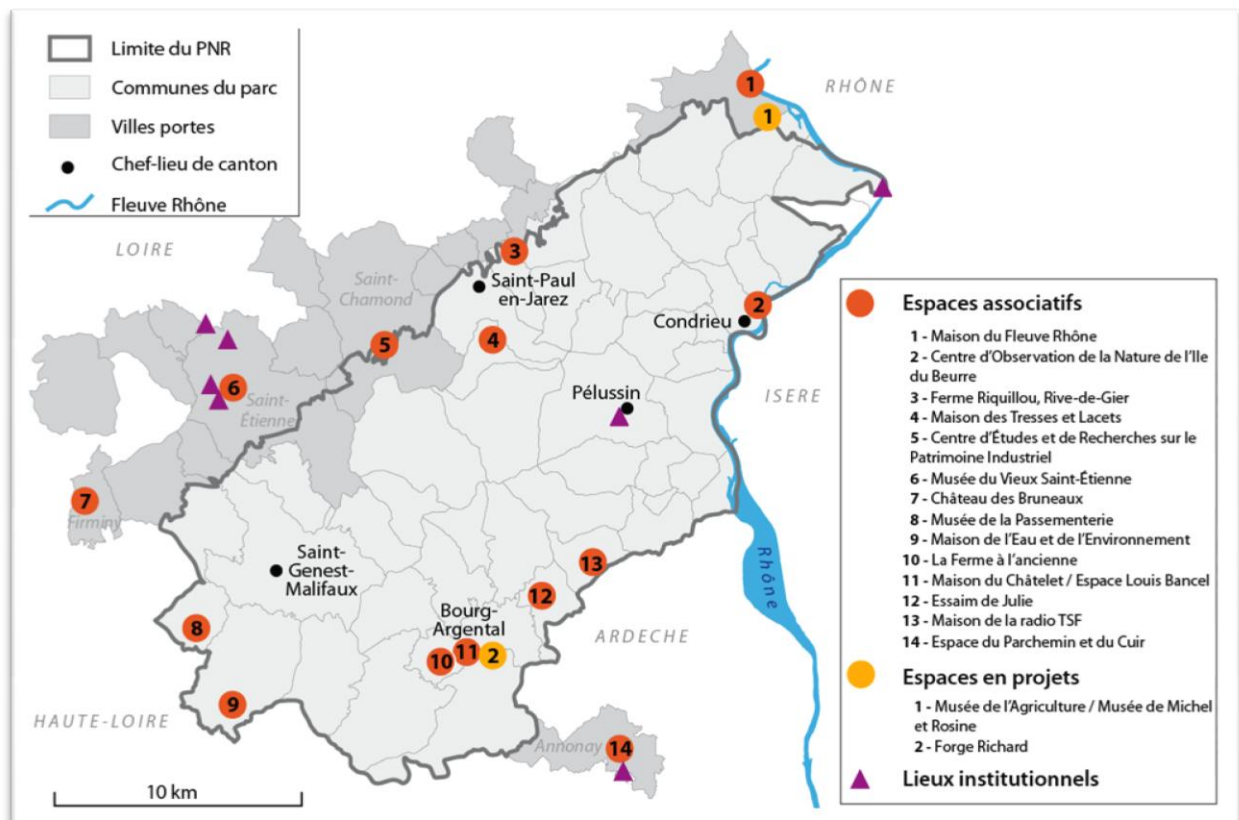 Limite du PNR
Communes du parc
Villes portes
Chef-lieu de canton
Fleuve Rhône
1
RHÔNE
1
LOIRE
3
Saint-
Chamond
Saint-Paul
en-Jarez
2
Condrieu
5
4
6
Saint-
Étienne
Pélussin
ISERE
7
Firminy
Saint-
Genest-
Malifaux
13
12
Rhône
8
Bourg-
Argental
ARDECHE
10
11
2
9
HAUTE-LOIRE
Annonay
14
10 km
Espaces associatifs
1 - Maison du Fleuve Rhône
2 - Centre d'Observation de la Nature de l'Ile
du Beurre
3 - Ferme Riquillou, Rive-de-Gier
4 - Maison des Tresses et Lacets
5 - Centre d'Études et de Recherches sur le
Patrimoine Industriel
6 - Musée du Vieux Saint-Étienne
7 - Château des Bruneaux
8 - Musée de la Passementerie
9 - Maison de l'Eau et de l'Environnement
10 - La Ferme à l'ancienne
11 - Maison du Châtelet / Espace Louis Bancel
12 - Essaim de Julie
13 - Maison de la radio TSF
14 - Espace du Parchemin et du Cuir
Espaces en projets
1 - Musée de l'Agriculture / Musée de Michel
et Rosine
2 - Forge Richard
Lieux institutionnels